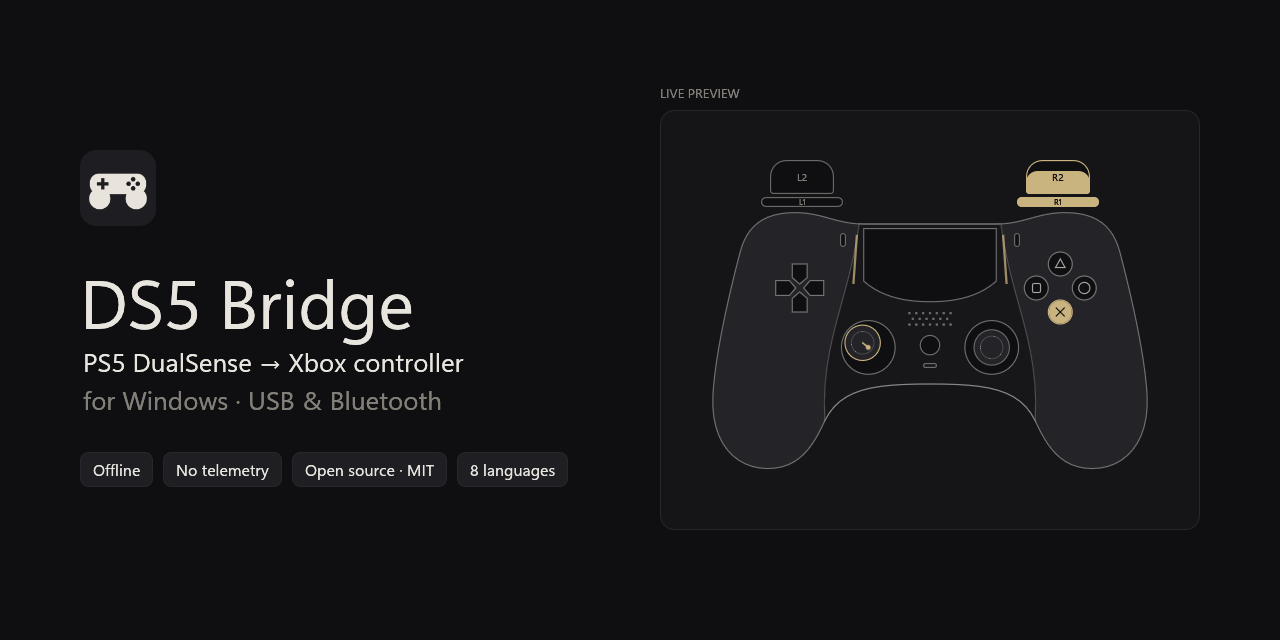 DS5 Bridge
PS5 DualSense → Xbox controller
for Windows · USB & Bluetooth
Offline
No telemetry
Open source · MIT
8 languages
LIVE PREVIEW
L2
R2
L1
R1